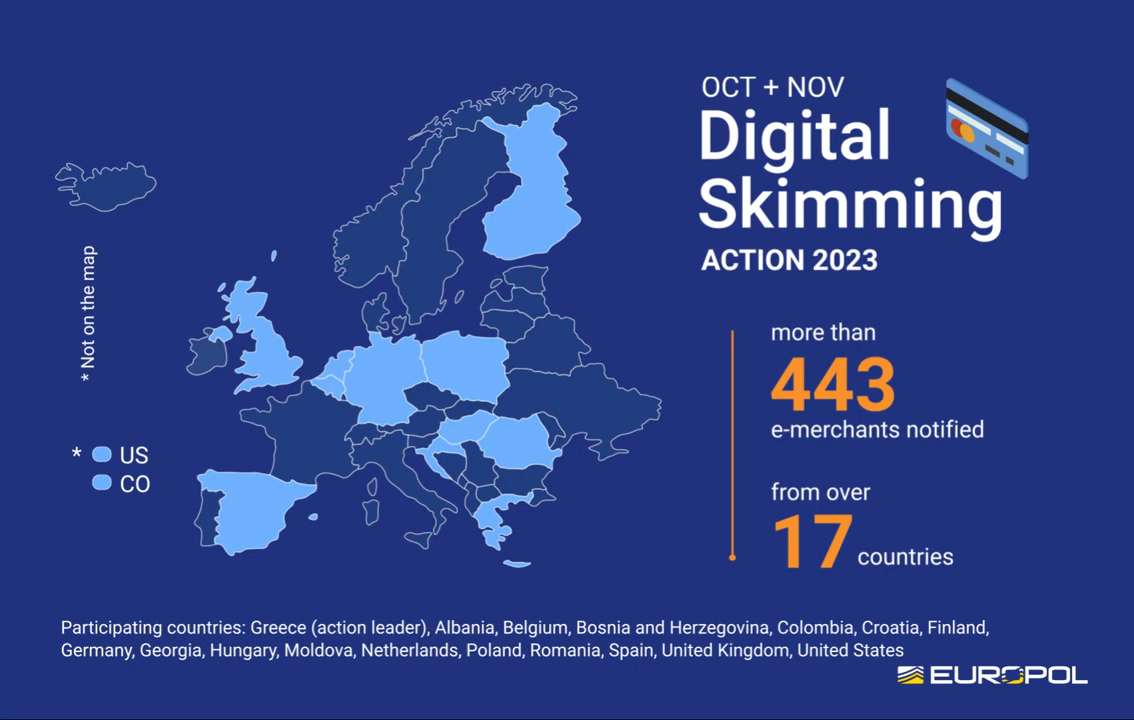 OCT + NOV
Digital
Skimming
ACTION 2023
* Not on the map
* US
CO
more than
443
e-merchants notified
from over
17 countries
Participating countries: Greece (action leader), Albania, Belgium, Bosnia and Herzegovina, Colombia, Croatia, Finland,
Germany, Georgia, Hungary, Moldova, Netherlands, Poland, Romania, Spain, United Kingdom, United States
EUROPOL